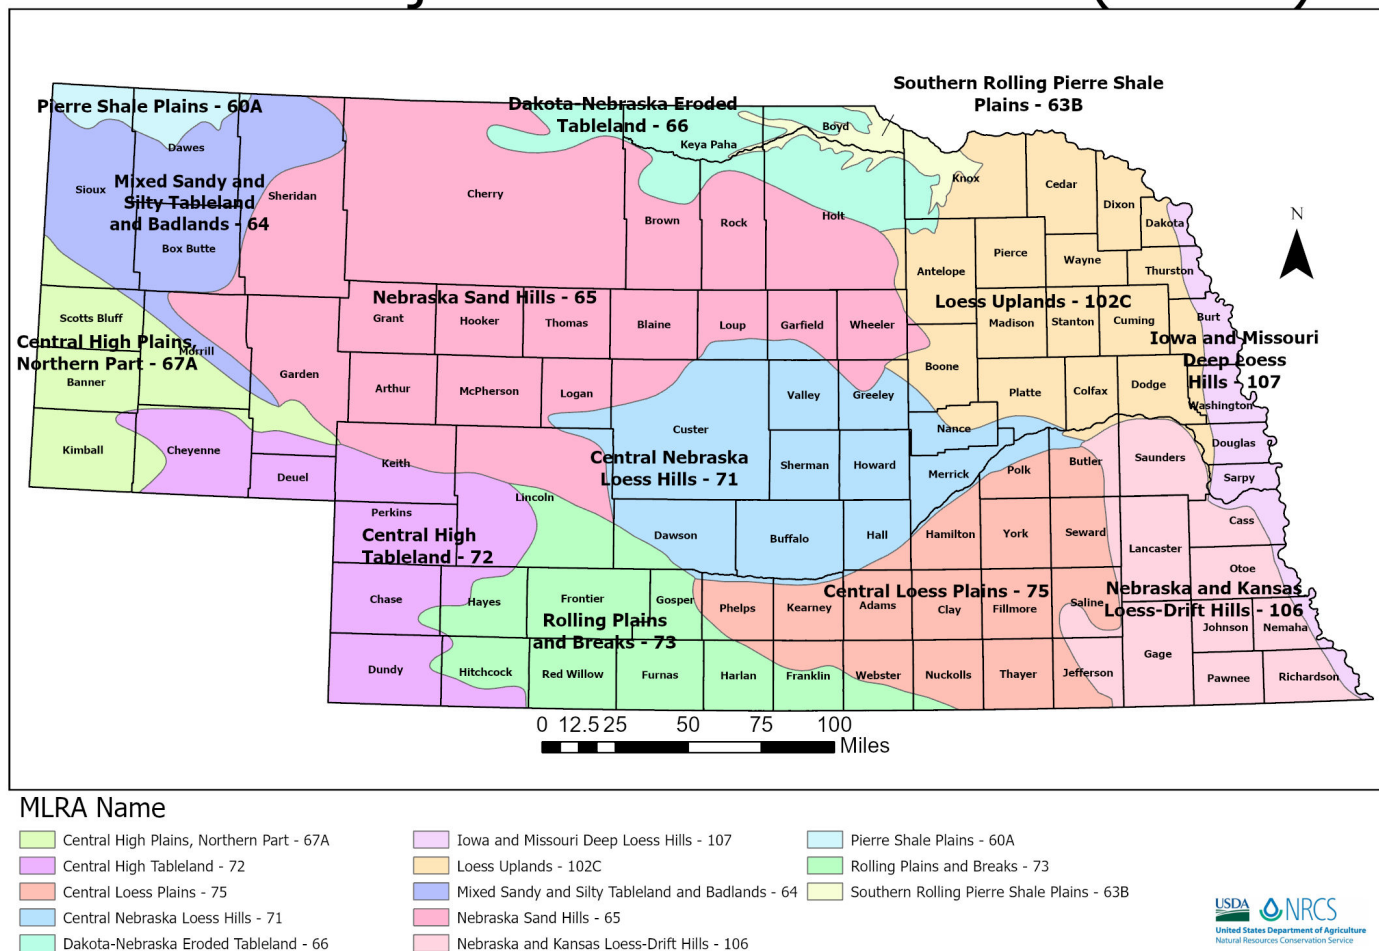 Southern Rolling Pierre Shale
Plains - 63B
Pierre Shale Plains - 60A
Dakota-Nebraska Eroded
Tableland - 66
Boyd
Keya Paha
Dawes
Sioux
Mixed Sandy and
Silty Tableland
and Badlands - 64
Sheridan
Cherry
Knox
Cedar
Dixon
Dakota
Brown
Rock
Holt
N
Box Butte
Antelope
Pierce
Wayne
Thurston
Nebraska Sand Hills - 65
Loess Uplands - 102C
Scotts Bluff
Grant
Hooker
Thomas
Blaine
Loup
Garfield
Wheeler
Madison
Stanton
Cuming
Burt
Central High Plains,
Northern Part - 67A
Morrill
Iowa and Missouri
Deep Loess
Hills - 107
Banner
Garden
Arthur
McPherson
Logan
Boone
Valley
Greeley
Platte
Colfax
Dodge
Washington
Kimball
Cheyenne
Custer
Nance
Douglas
Keith
Central Nebraska
Loess Hills - 71
Sherman
Howard
Merrick
Polk
Butler
Saunders
Sarpy
Deuel
Lincoln
Perkins
Cass
Central High
Tableland - 72
Dawson
Buffalo
Hall
Hamilton
York
Seward
Lancaster
Otoe
Chase
Hayes
Frontier
Gosper
Phelps
Kearney
Adams
Clay
Fillmore
Saline
Central Loess Plains - 75
Nebraska and Kansas
Loess-Drift Hills - 106
Johnson
Nemaha
Rolling Plains
and Breaks - 73
Dundy
Hitchcock
Red Willow
Furnas
Harlan
Franklin
Webster
Nuckolls
Thayer
Jefferson
Gage
Pawnee
Richardson
0 12.5 25 50 75 100
Miles
MLRA Name
Central High Plains, Northern Part - 67A
Central High Tableland - 72
Central Loess Plains - 75
Central Nebraska Loess Hills - 71
Dakota-Nebraska Eroded Tableland - 66
Iowa and Missouri Deep Loess Hills - 107
Loess Uplands - 102C
Mixed Sandy and Silty Tableland and Badlands - 64
Nebraska Sand Hills - 65
Nebraska and Kansas Loess-Drift Hills - 106
Pierre Shale Plains - 60A
Rolling Plains and Breaks - 73
Southern Rolling Pierre Shale Plains - 63B
USDA NRCS
United States Department of Agriculture
Natural Resources Conservation Service